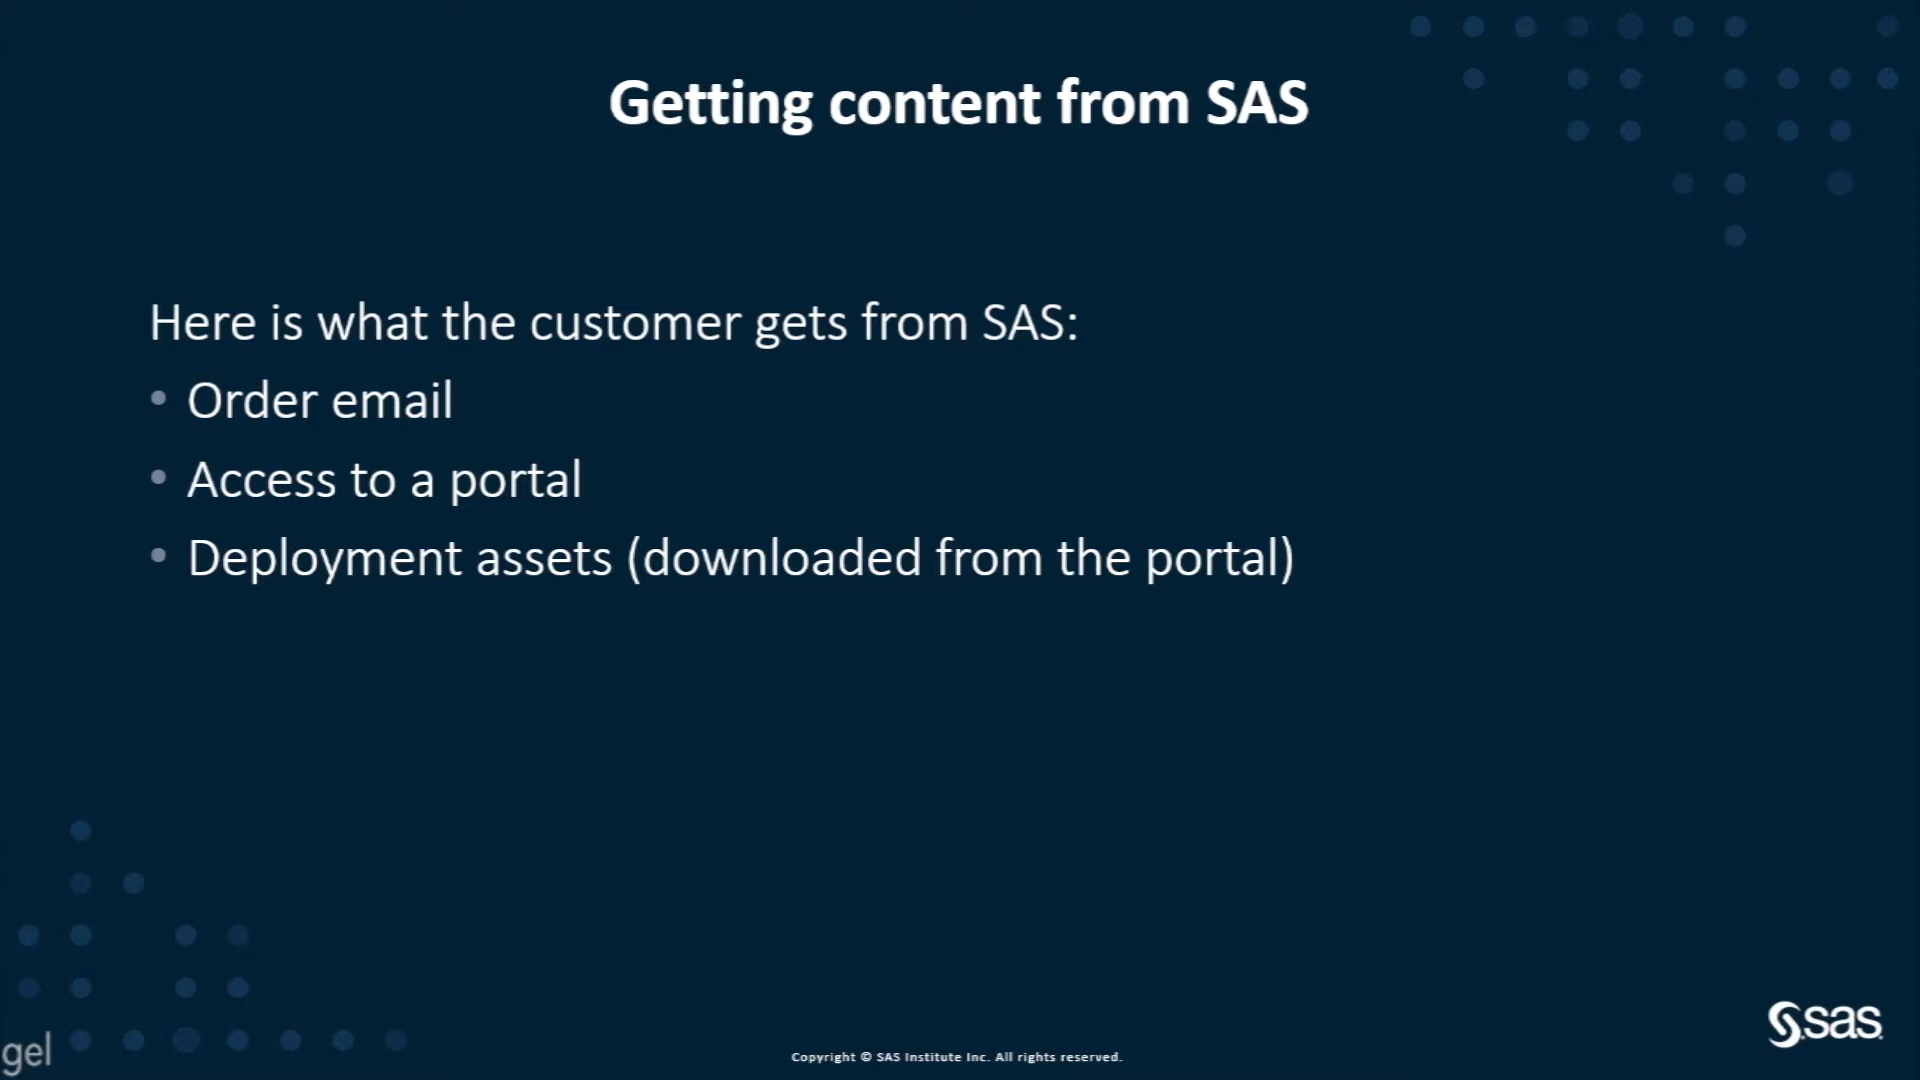 Getting content from SAS
Here is what the customer gets from SAS:
• Order email
• Access to a portal
• Deployment assets (downloaded from the portal)
sas
gel
Copyright © SAS Institute Inc. All rights reserved.